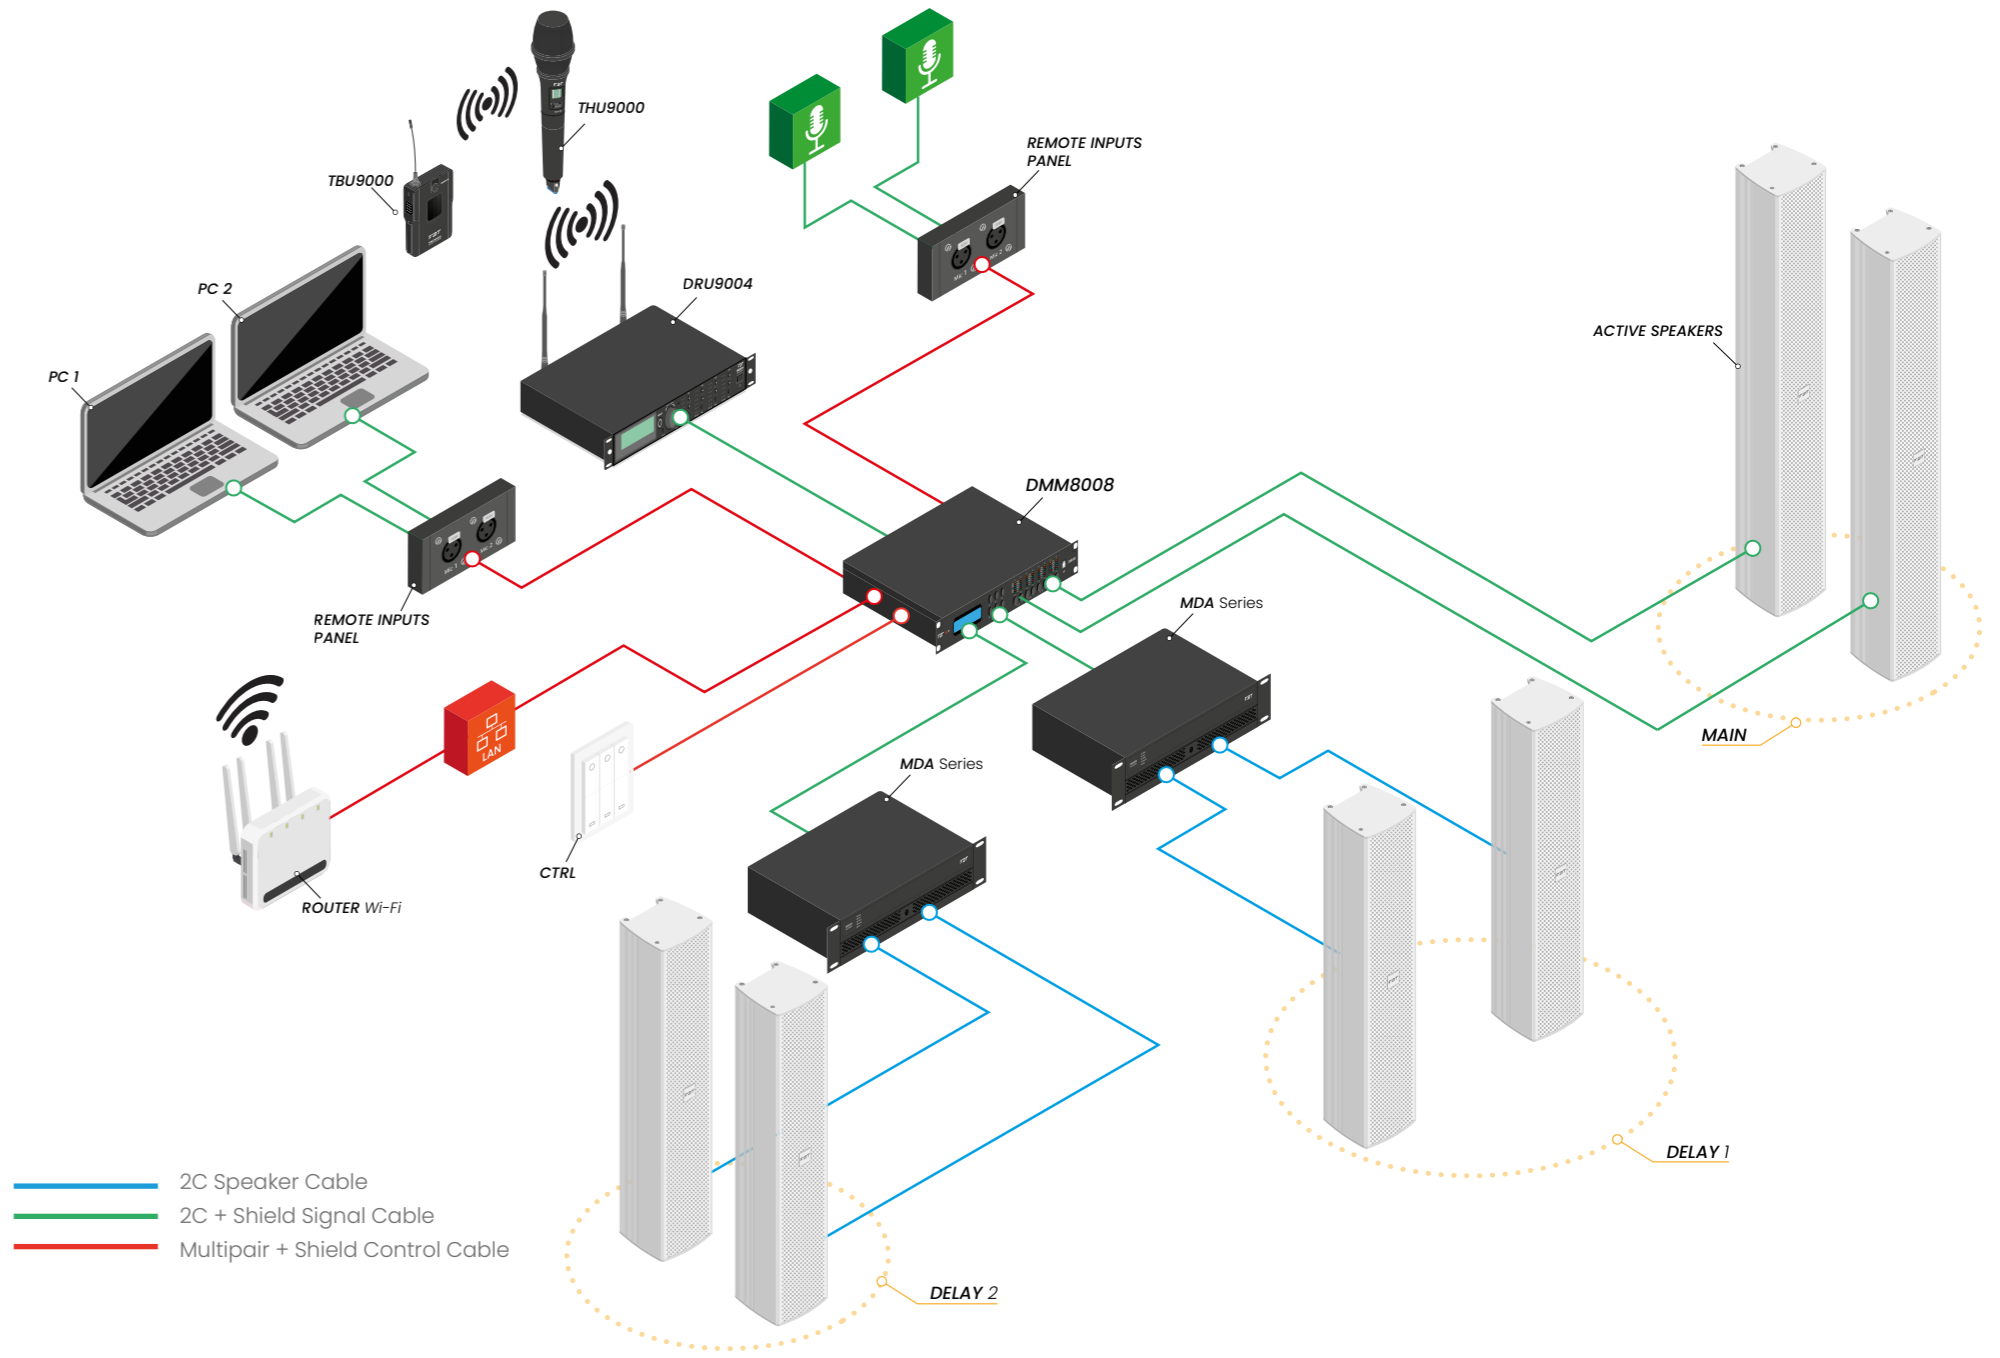 THU9000
TBU9000
REMOTE INPUTS
PANEL
PC 2
DRU9004
ACTIVE SPEAKERS
PC 1
DMM8008
REMOTE INPUTS
PANEL
MDA Series
LAN
MAIN
MDA Series
CTRL
ROUTER Wi-Fi
DELAY 1
2C Speaker Cable
2C + Shield Signal Cable
Multipair + Shield Control Cable
DELAY 2